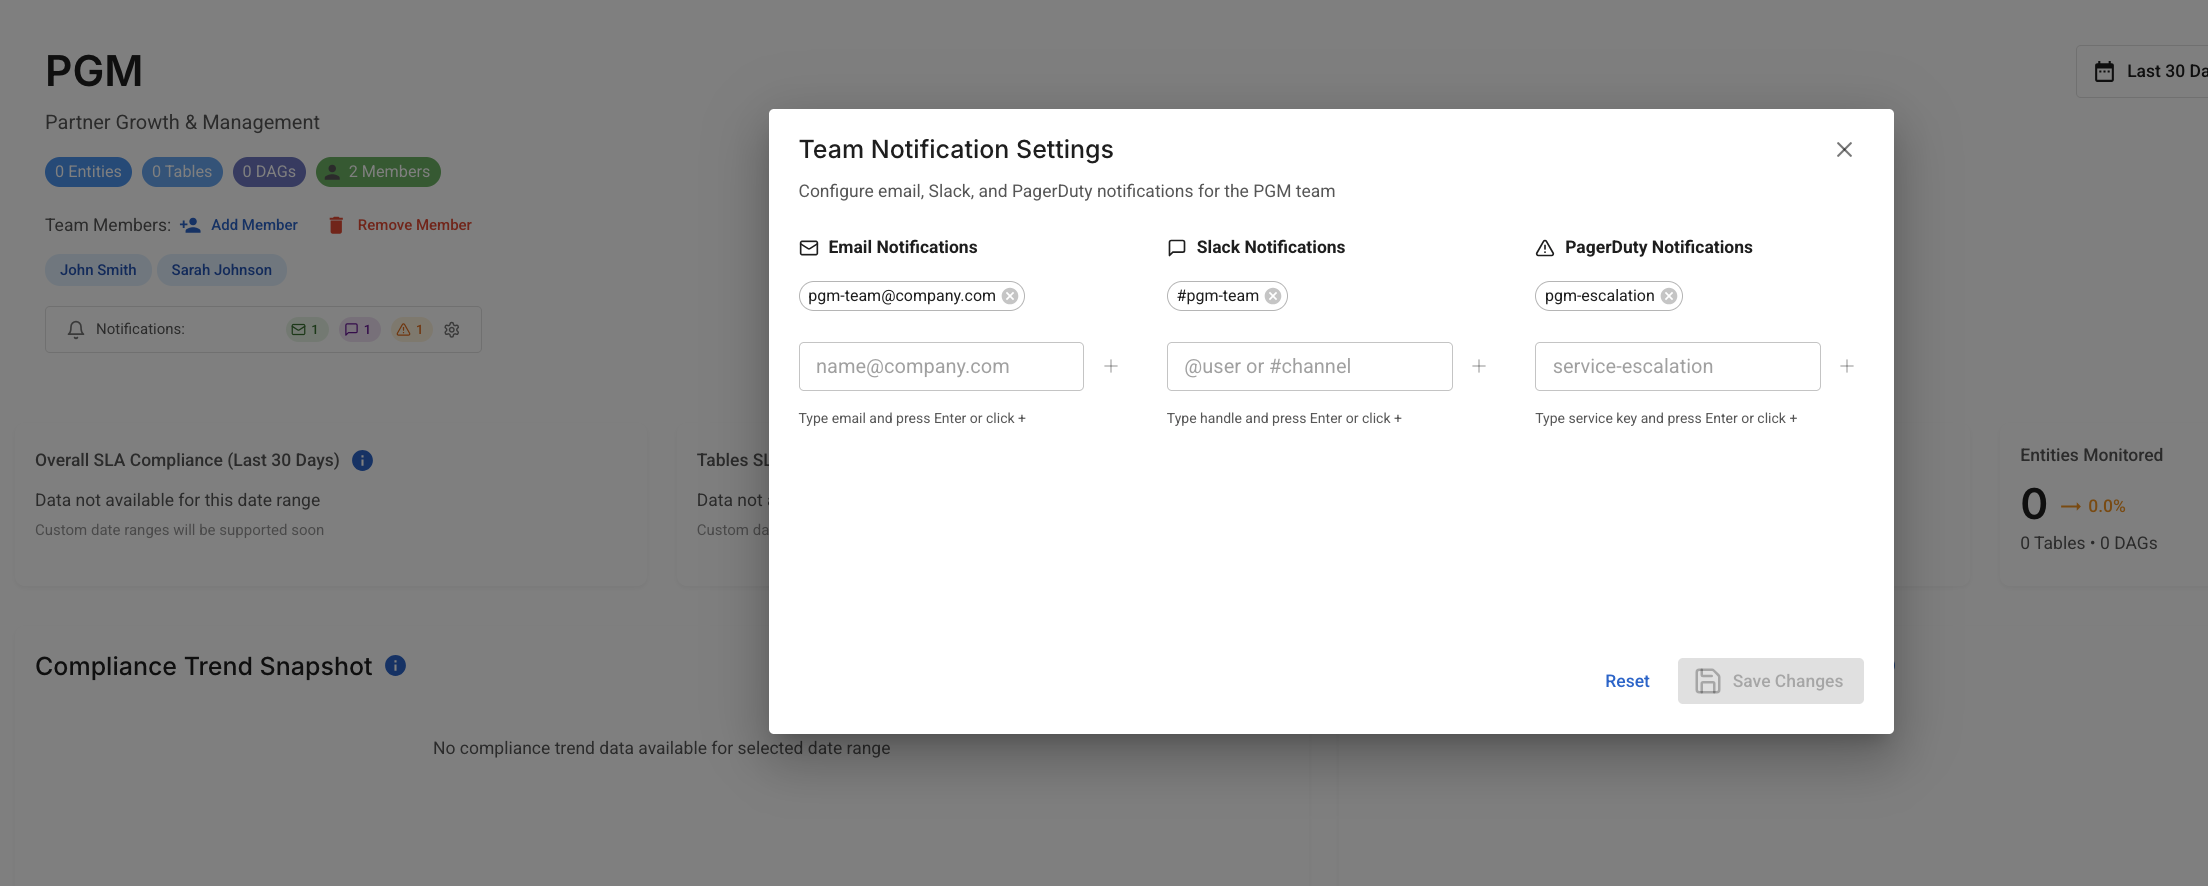 PGM
Last 30 Da
Partner Growth & Management
0 Entities 0 Tables 0 DAGs 2 Members
Team Members: Add Member Remove Member
John Smith Sarah Johnson
Notifications: 1 1 1
Team Notification Settings
Configure email, Slack, and PagerDuty notifications for the PGM team
Email Notifications
pgm-team@company.com
name@company.com
Type email and press Enter or click +
Slack Notifications
#pgm-team
@user or #channel
Type handle and press Enter or click +
PagerDuty Notifications
pgm-escalation
service-escalation
Type service key and press Enter or click +
Reset Save Changes
Overall SLA Compliance (Last 30 Days)
Data not available for this date range
Custom date ranges will be supported soon
Tables SL
Data not
Custom da
Entities Monitored
0 → 0.0%
0 Tables • 0 DAGs
Compliance Trend Snapshot
No compliance trend data available for selected date range